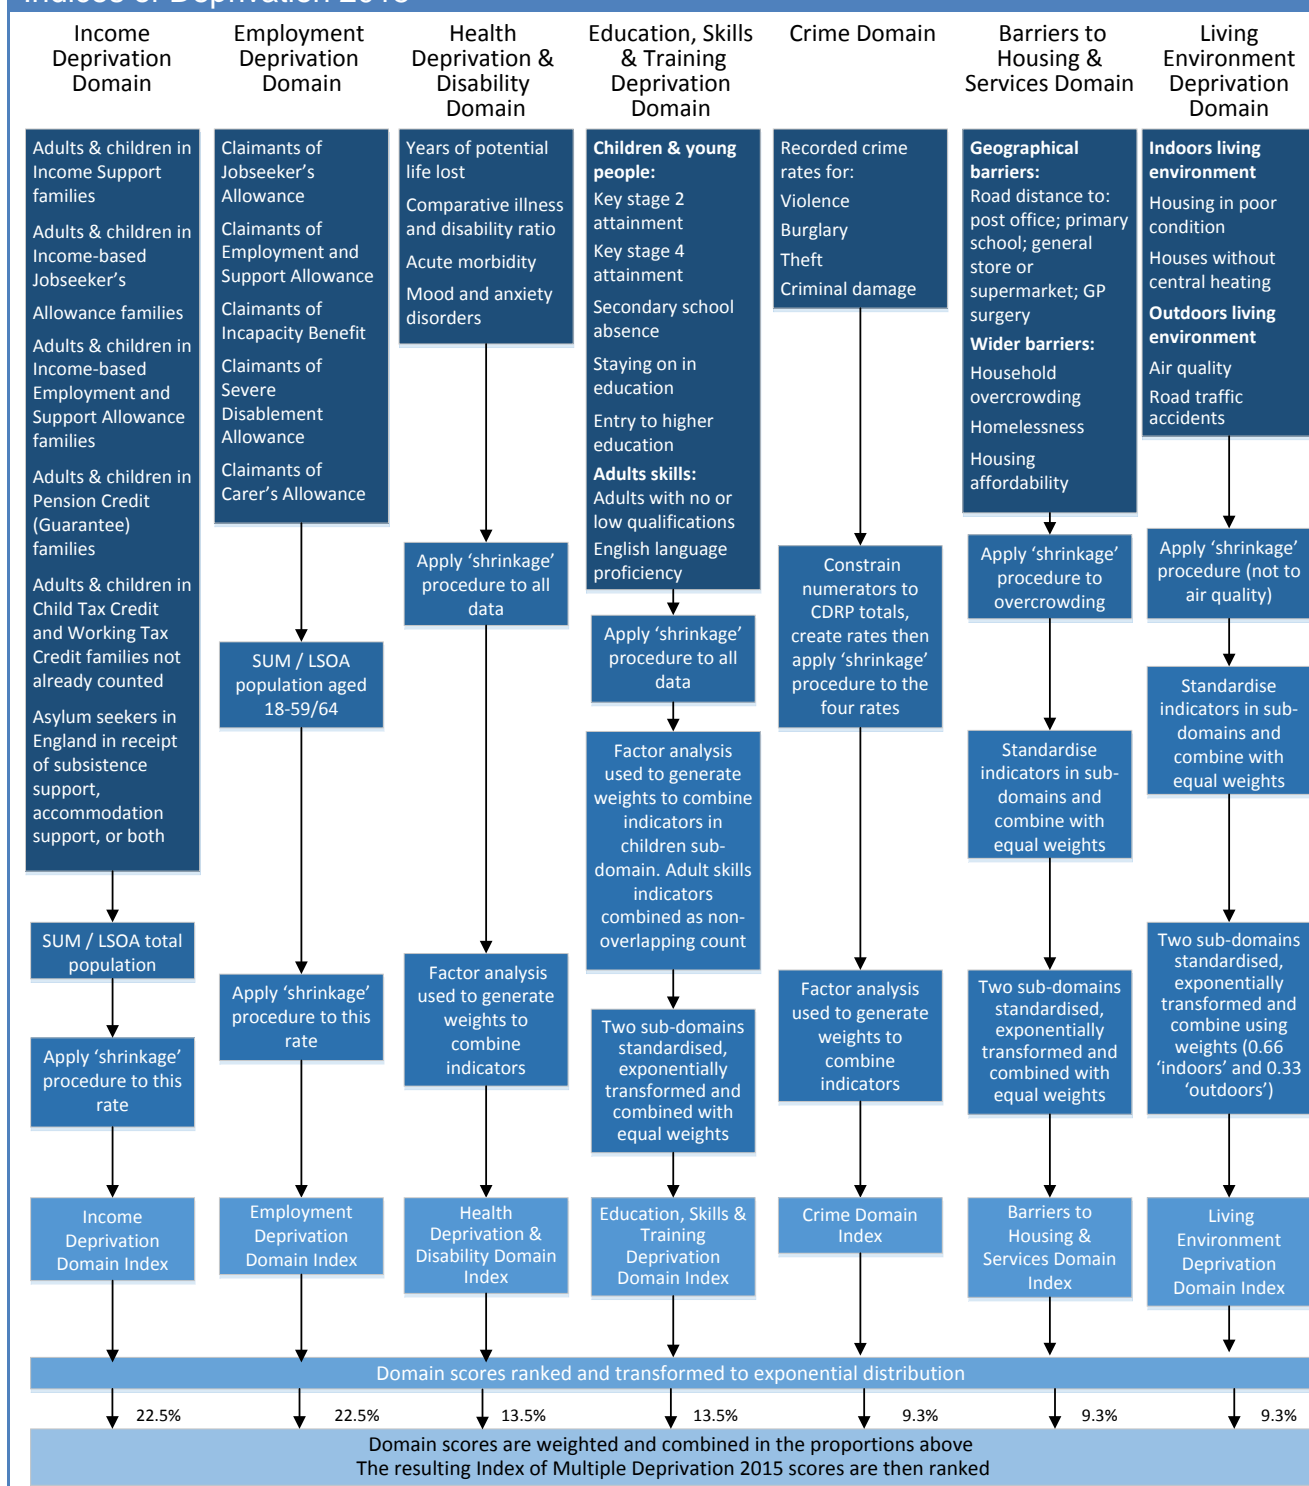 Indices of Deprivation 2015
Income
Deprivation
Domain
Employment
Deprivation
Domain
Health
Deprivation &
Disability
Domain
Education, Skills
& Training
Deprivation
Domain
Crime Domain
Barriers to
Housing &
Services Domain
Living
Environment
Deprivation
Domain
Adults & children in
Income Support
families
Adults & children in
Income-based
Jobseeker’s
Allowance families
Adults & children in
Income-based
Employment and
Support Allowance
families
Adults & children in
Pension Credit
(Guarantee)
families
Adults & children in
Child Tax Credit
and Working Tax
Credit families not
already counted
Asylum seekers in
England in receipt
of subsistence
support,
accommodation
support, or both
Claimants of
Jobseeker’s
Allowance
Claimants of
Employment and
Support Allowance
Claimants of
Incapacity Benefit
Claimants of
Severe
Disablement
Allowance
Claimants of
Carer’s Allowance
Years of potential
life lost
Comparative illness
and disability ratio
Acute morbidity
Mood and anxiety
disorders
Children & young
people:
Key stage 2
attainment
Key stage 4
attainment
Secondary school
absence
Staying on in
education
Entry to higher
education
Adults skills:
Adults with no or
low qualifications
English language
proficiency
Recorded crime
rates for:
Violence
Burglary
Theft
Criminal damage
Geographical
barriers:
Road distance to:
post office; primary
school; general
store or
supermarket; GP
surgery
Wider barriers:
Household
overcrowding
Homelessness
Housing
affordability
Indoors living
environment
Housing in poor
condition
Houses without
central heating
Outdoors living
environment
Air quality
Road traffic
accidents
SUM / LSOA total
population
Apply ‘shrinkage’
procedure to this
rate
SUM / LSOA
population aged
18-59/64
Apply ‘shrinkage’
procedure to this
rate
Apply ‘shrinkage’
procedure to all
data
Factor analysis
used to generate
weights to
combine
indicators
Apply ‘shrinkage’
procedure to all
data
Factor analysis
used to generate
weights to combine
indicators in
children sub-
domain. Adult skills
indicators
combined as non-
overlapping count
Two sub-domains
standardised,
exponentially
transformed and
combined with
equal weights
Constrain
numerators to
CDRP totals,
create rates then
apply ‘shrinkage’
procedure to the
four rates
Factor analysis
used to generate
weights to
combine
indicators
Apply ‘shrinkage’
procedure to
overcrowding
Standardise
indicators in sub-
domains and
combine with
equal weights
Two sub-domains
standardised,
exponentially
transformed and
combined with
equal weights
Apply ‘shrinkage’
procedure (not to
air quality)
Standardise
indicators in sub-
domains and
combine with
equal weights
Two sub-domains
standardised,
exponentially
transformed and
combine using
weights (0.66
‘indoors’ and 0.33
‘outdoors’)
Income
Deprivation
Domain Index
Employment
Deprivation
Domain Index
Health
Deprivation &
Disability Domain
Index
Education, Skills &
Training
Deprivation
Domain Index
Crime Domain
Index
Barriers to
Housing &
Services Domain
Index
Living
Environment
Deprivation
Domain Index
Domain scores ranked and transformed to exponential distribution
22.5% 22.5% 13.5% 13.5% 9.3% 9.3% 9.3%
Domain scores are weighted and combined in the proportions above
The resulting Index of Multiple Deprivation 2015 scores are then ranked